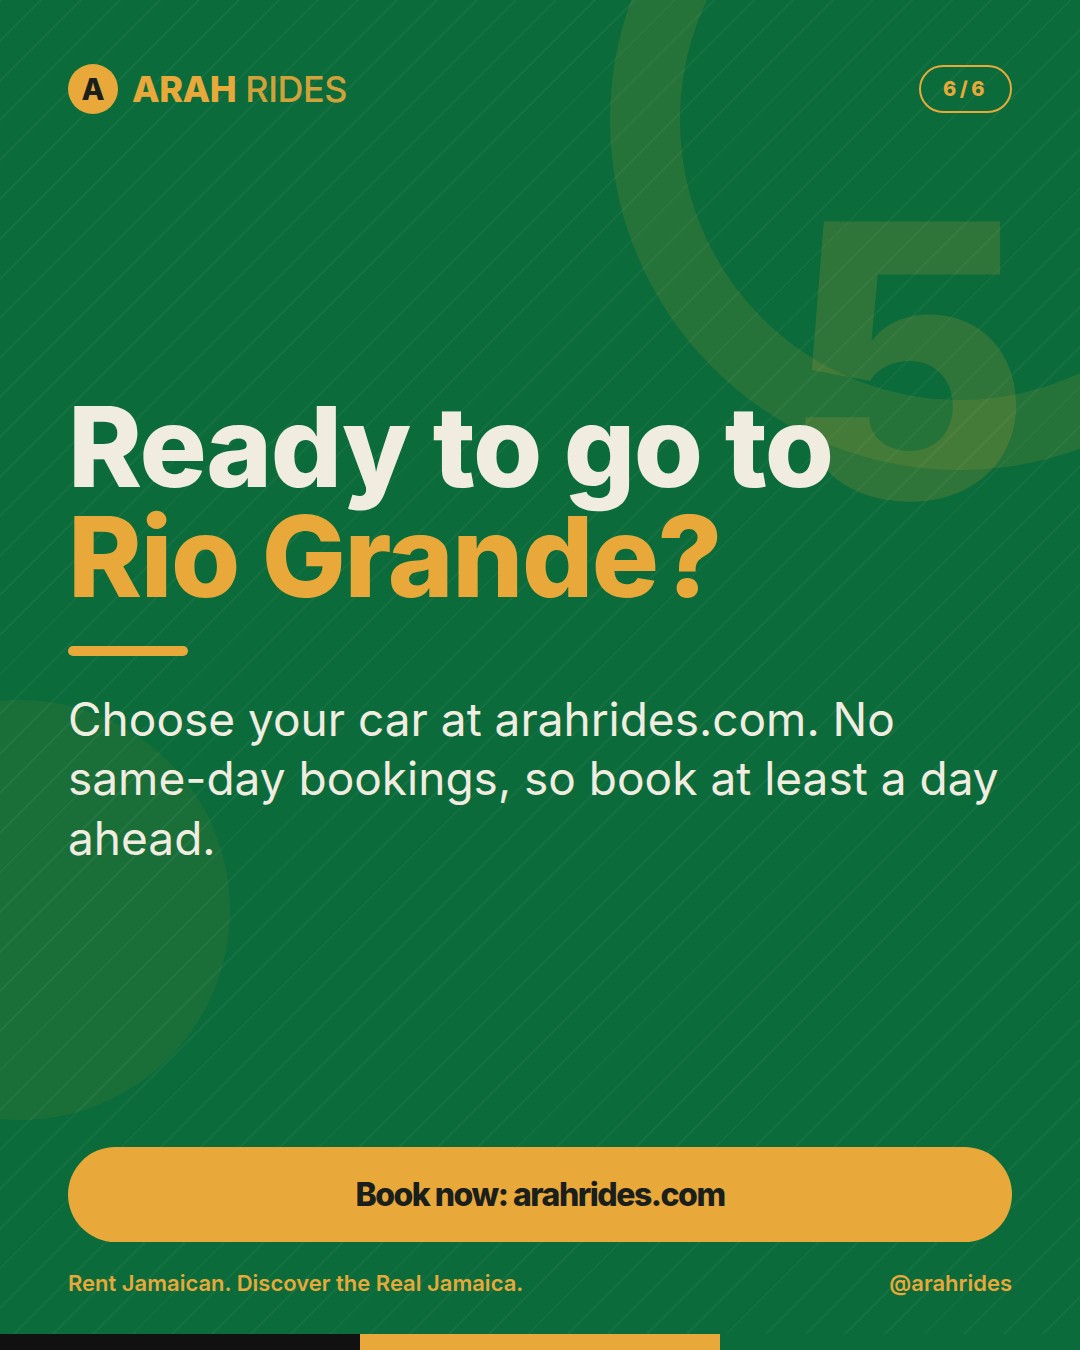 A ARAH RIDES
6/6
5
Ready to go to
Rio Grande?
Choose your car at arahrides.com. No
same-day bookings, so book at least a day
ahead.
Book now: arahrides.com
Rent Jamaican. Discover the Real Jamaica.
@arahrides